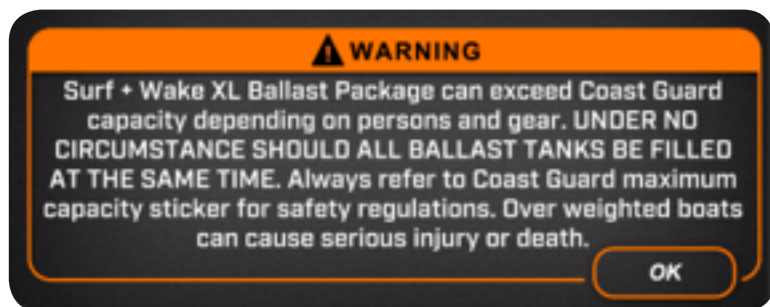 WARNING
Surf + Wake XL Ballast Package can exceed Coast Guard
capacity depending on persons and gear. UNDER NO
CIRCUMSTANCE SHOULD ALL BALLAST TANKS BE FILLED
AT THE SAME TIME. Always refer to Coast Guard maximum
capacity sticker for safety regulations. Over weighted boats
can cause serious injury or death.
OK